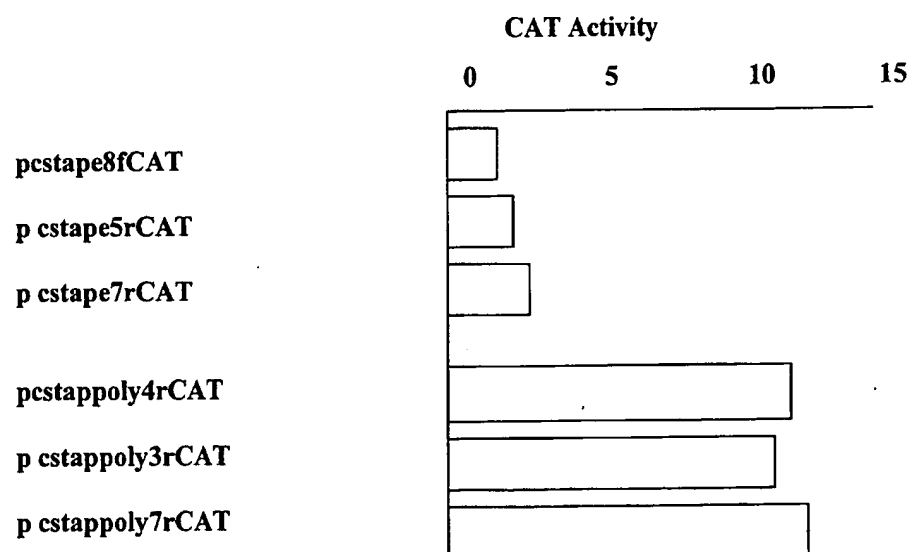 CAT Activity
0 5 10 15
pcstape8fCAT
p cstape5rCAT
p cstape7rCAT
pcstappoly4rCAT
p cstappoly3rCAT
p cstappoly7rCAT